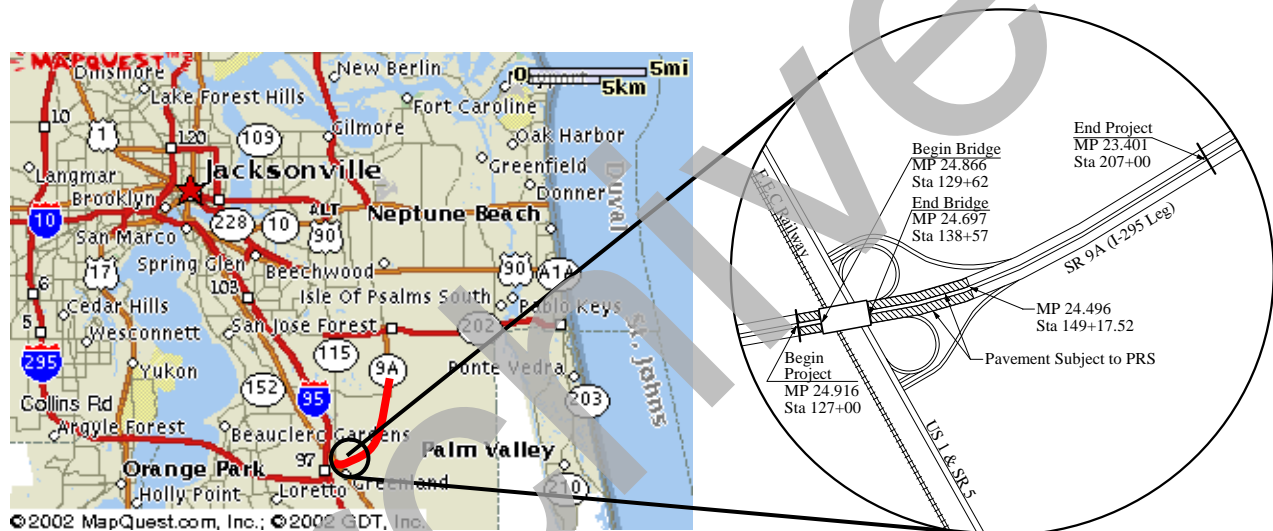 MAPQUEST
Dinsmore
New Berlin
0
5mi
5km
Lake Forest Hills
Fort Caroline
10
1
120
109
Gilmore
Oak Harbor
Greenfield
Langmar
Jacksonville
Donner
Duval
Brooklyn
10
228
10
ALT
90
Neptune Beach
San Marco
17
Spring Glen
Beechwood
90
A1A
103
6
Cedar Hills
Isle Of Psalms South
Pablo Keys
5
Wesconnett
San Jose Forest
202
St. Johns
295
Yukon
115
9A
Ponte Vedra
152
95
203
Collins Rd
Argyle Forest
Beauclerc Gardens
97
Palm Valley
Orange Park
Greenland
210
Holly Point
Loretto
©2002 MapQuest.com, Inc.; ©2002 GDT, Inc.
End Project
MP 23.401
Sta 207+00
Begin Bridge
MP 24.866
Sta 129+62
End Bridge
MP 24.697
Sta 138+57
F.E.C Railway
SR 9A (I-295 Leg)
MP 24.496
Sta 149+17.52
Pavement Subject to PRS
Begin
Project
MP 24.916
Sta 127+00
US 1 & SR 5